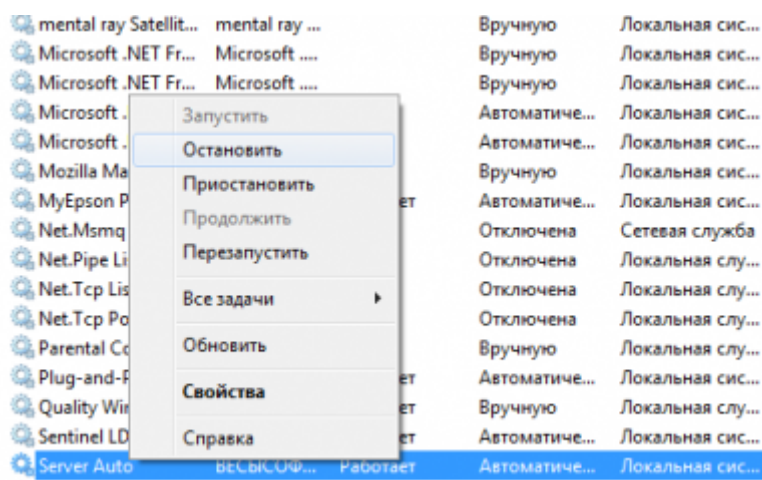 mental ray Satellit... mental ray ... Вручную Локальная сис...
Microsoft .NET Fr... Microsoft .... Вручную Локальная сис...
Microsoft .NET Fr... Microsoft .... Вручную Локальная сис...
Microsoft . Запустить Автоматиче... Локальная сис...
Microsoft . Остановить Автоматиче... Локальная сис...
Mozilla Ma Приостановить Вручную Локальная сис...
MyEpson P ет Автоматиче... Локальная сис...
Net.Msmq Продолжить Отключена Сетевая служба
Net.Pipe Li Перезапустить Отключена Локальная слу...
Net.Tcp Lis Все задачи Отключена Локальная слу...
Net.Tcp Po Отключена Локальная слу...
Parental Co Обновить Вручную Локальная слу...
Plug-and-P ет Автоматиче... Локальная сис...
Quality Wi Свойства ет Вручную Локальная слу...
Sentinel LD Справка ет Автоматиче... Локальная сис...
Server Auto ВЕСЫСОФ... Работает Автоматиче... Локальная сис...